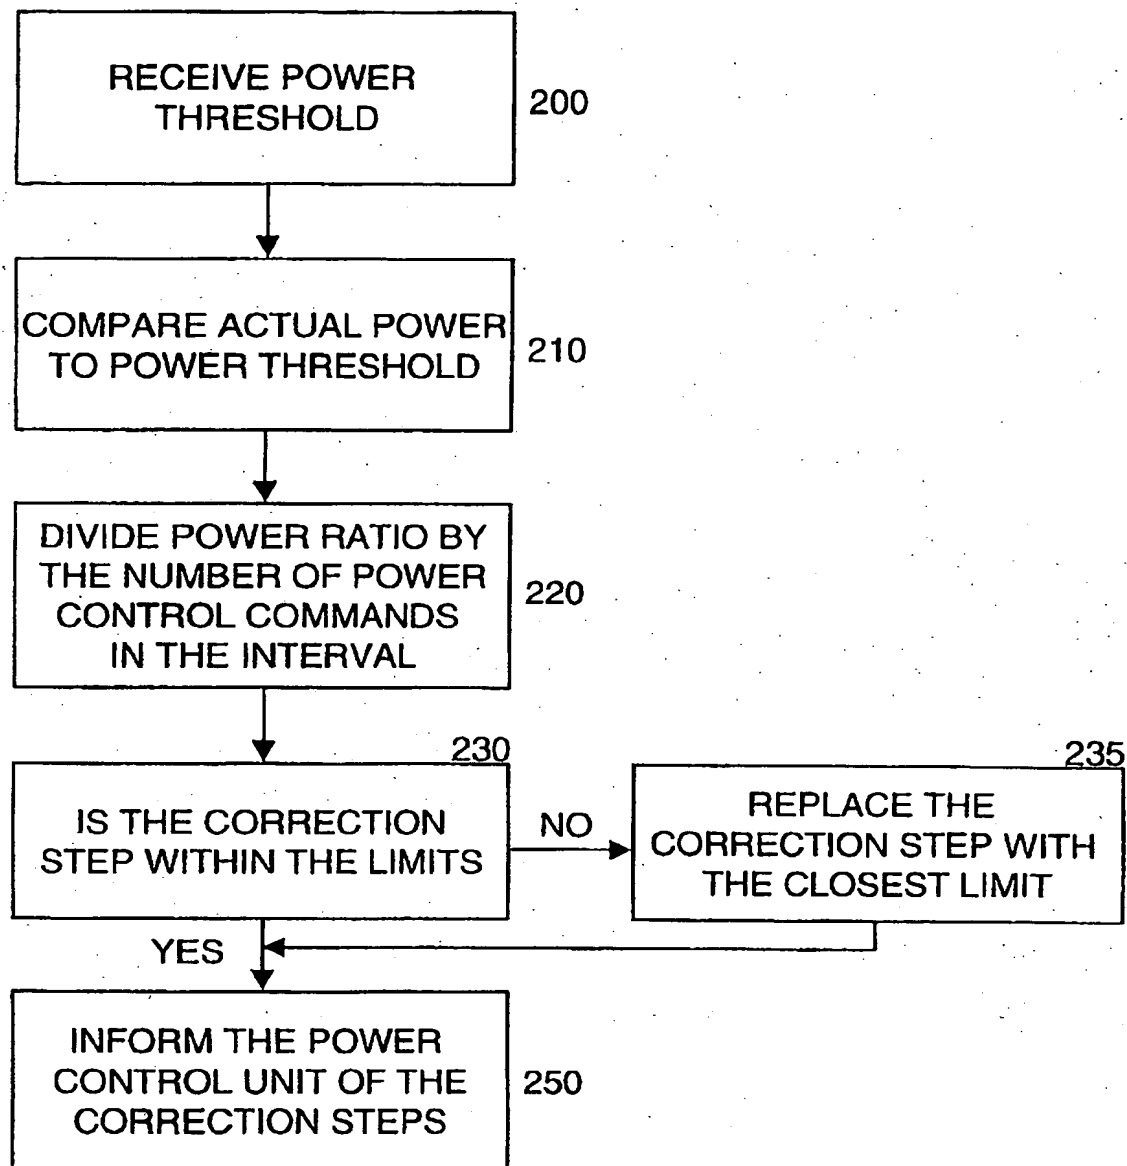 RECEIVE POWER
THRESHOLD
200
COMPARE ACTUAL POWER
TO POWER THRESHOLD
210
DIVIDE POWER RATIO BY
THE NUMBER OF POWER
CONTROL COMMANDS
IN THE INTERVAL
220
230
IS THE CORRECTION
STEP WITHIN THE LIMITS
NO
235
REPLACE THE
CORRECTION STEP WITH
THE CLOSEST LIMIT
YES
INFORM THE POWER
CONTROL UNIT OF THE
CORRECTION STEPS
250